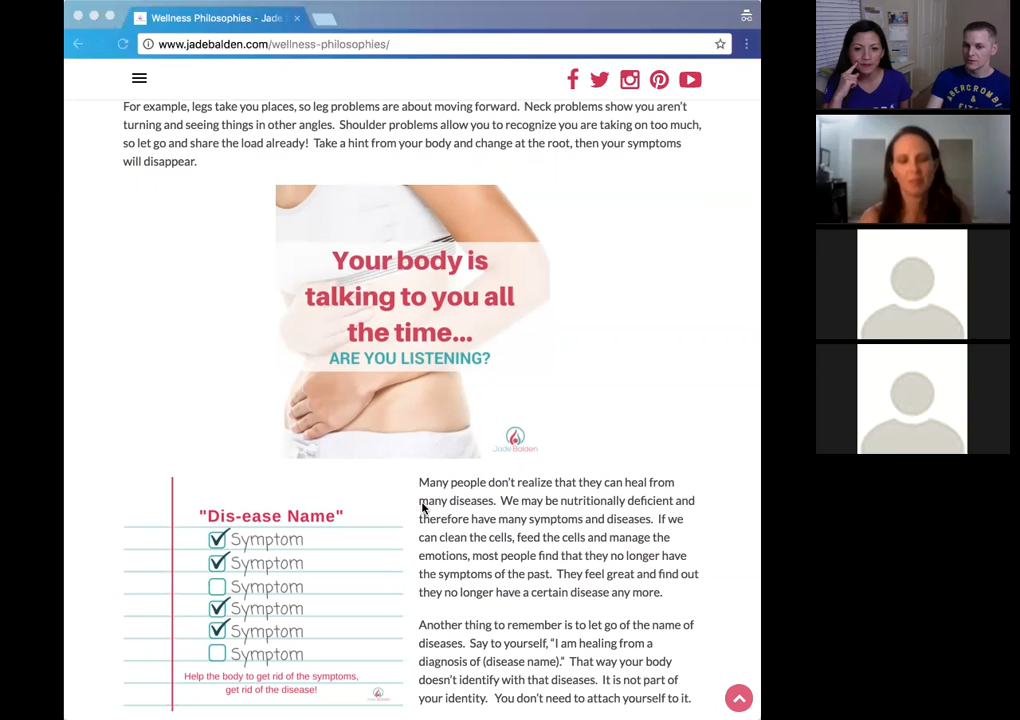 Wellness Philosophies - Jade
www.jadebalden.com/wellness-philosophies/
For example, legs take you places, so leg problems are about moving forward. Neck problems show you aren't
turning and seeing things in other angles. Shoulder problems allow you to recognize you are taking on too much,
so let go and share the load already! Take a hint from your body and change at the root, then your symptoms
will disappear.
Your body is
talking to you all
the time...
ARE YOU LISTENING?
Jade Balden
"Dis-ease Name"
Symptom
Symptom
Symptom
Symptom
Symptom
Symptom
Help the body to get rid of the symptoms,
get rid of the disease!
Many people don't realize that they can heal from
many diseases. We may be nutritionally deficient and
therefore have many symptoms and diseases. If we
can clean the cells, feed the cells and manage the
emotions, most people find that they no longer have
the symptoms of the past. They feel great and find out
they no longer have a certain disease any more.
Another thing to remember is to let go of the name of
diseases. Say to yourself, "I am healing from a
diagnosis of (disease name)." That way your body
doesn't identify with that diseases. It is not part of
your identity. You don't need to attach yourself to it.
ABERCROMBIE